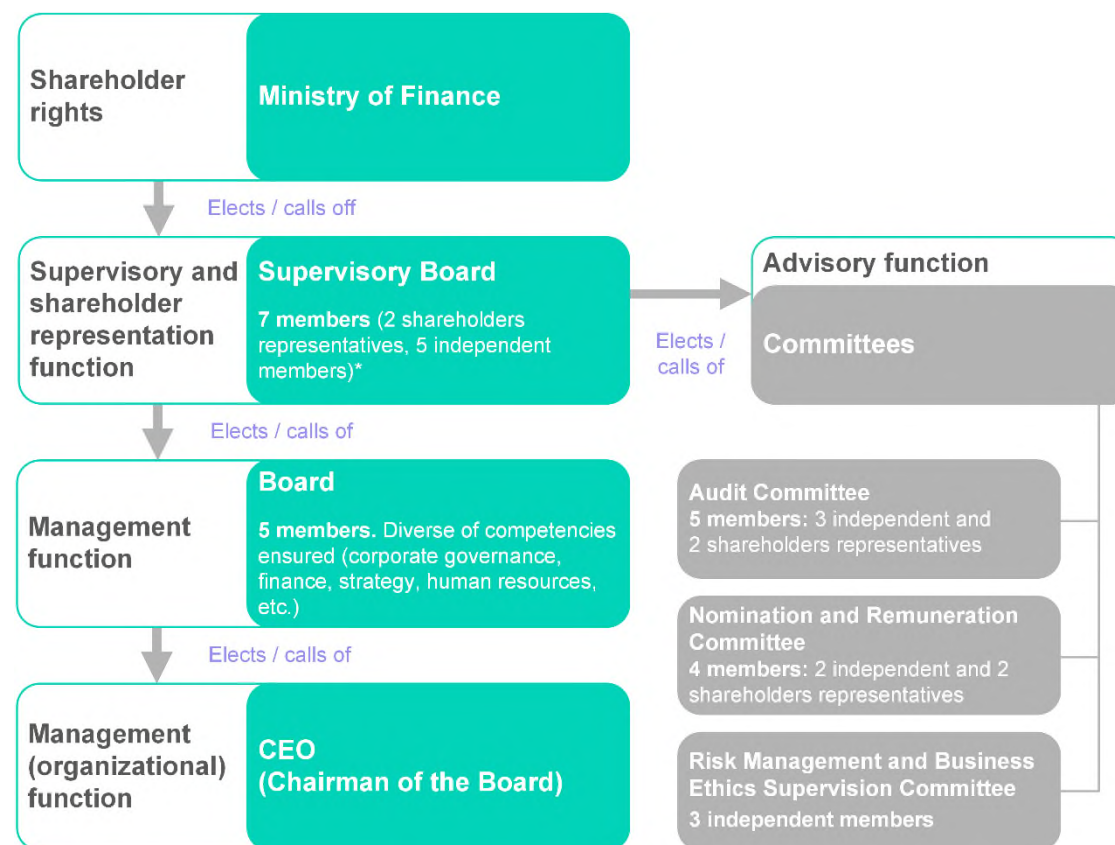 Shareholder
rights
Ministry of Finance
Elects / calls off
Supervisory and
shareholder
representation
function
Supervisory Board
7 members (2 shareholders
representatives, 5 independent
members)*
Elects /
calls of
Advisory function
Committees
Elects / calls of
Management
function
Board
5 members. Diverse of competencies
ensured (corporate governance,
finance, strategy, human resources,
etc.)
Elects / calls of
Management
(organizational)
function
CEO
(Chairman of the Board)
Audit Committee
5 members: 3 independent and
2 shareholders representatives
Nomination and Remuneration
Committee
4 members: 2 independent and 2
shareholders representatives
Risk Management and Business
Ethics Supervision Committee
3 independent members